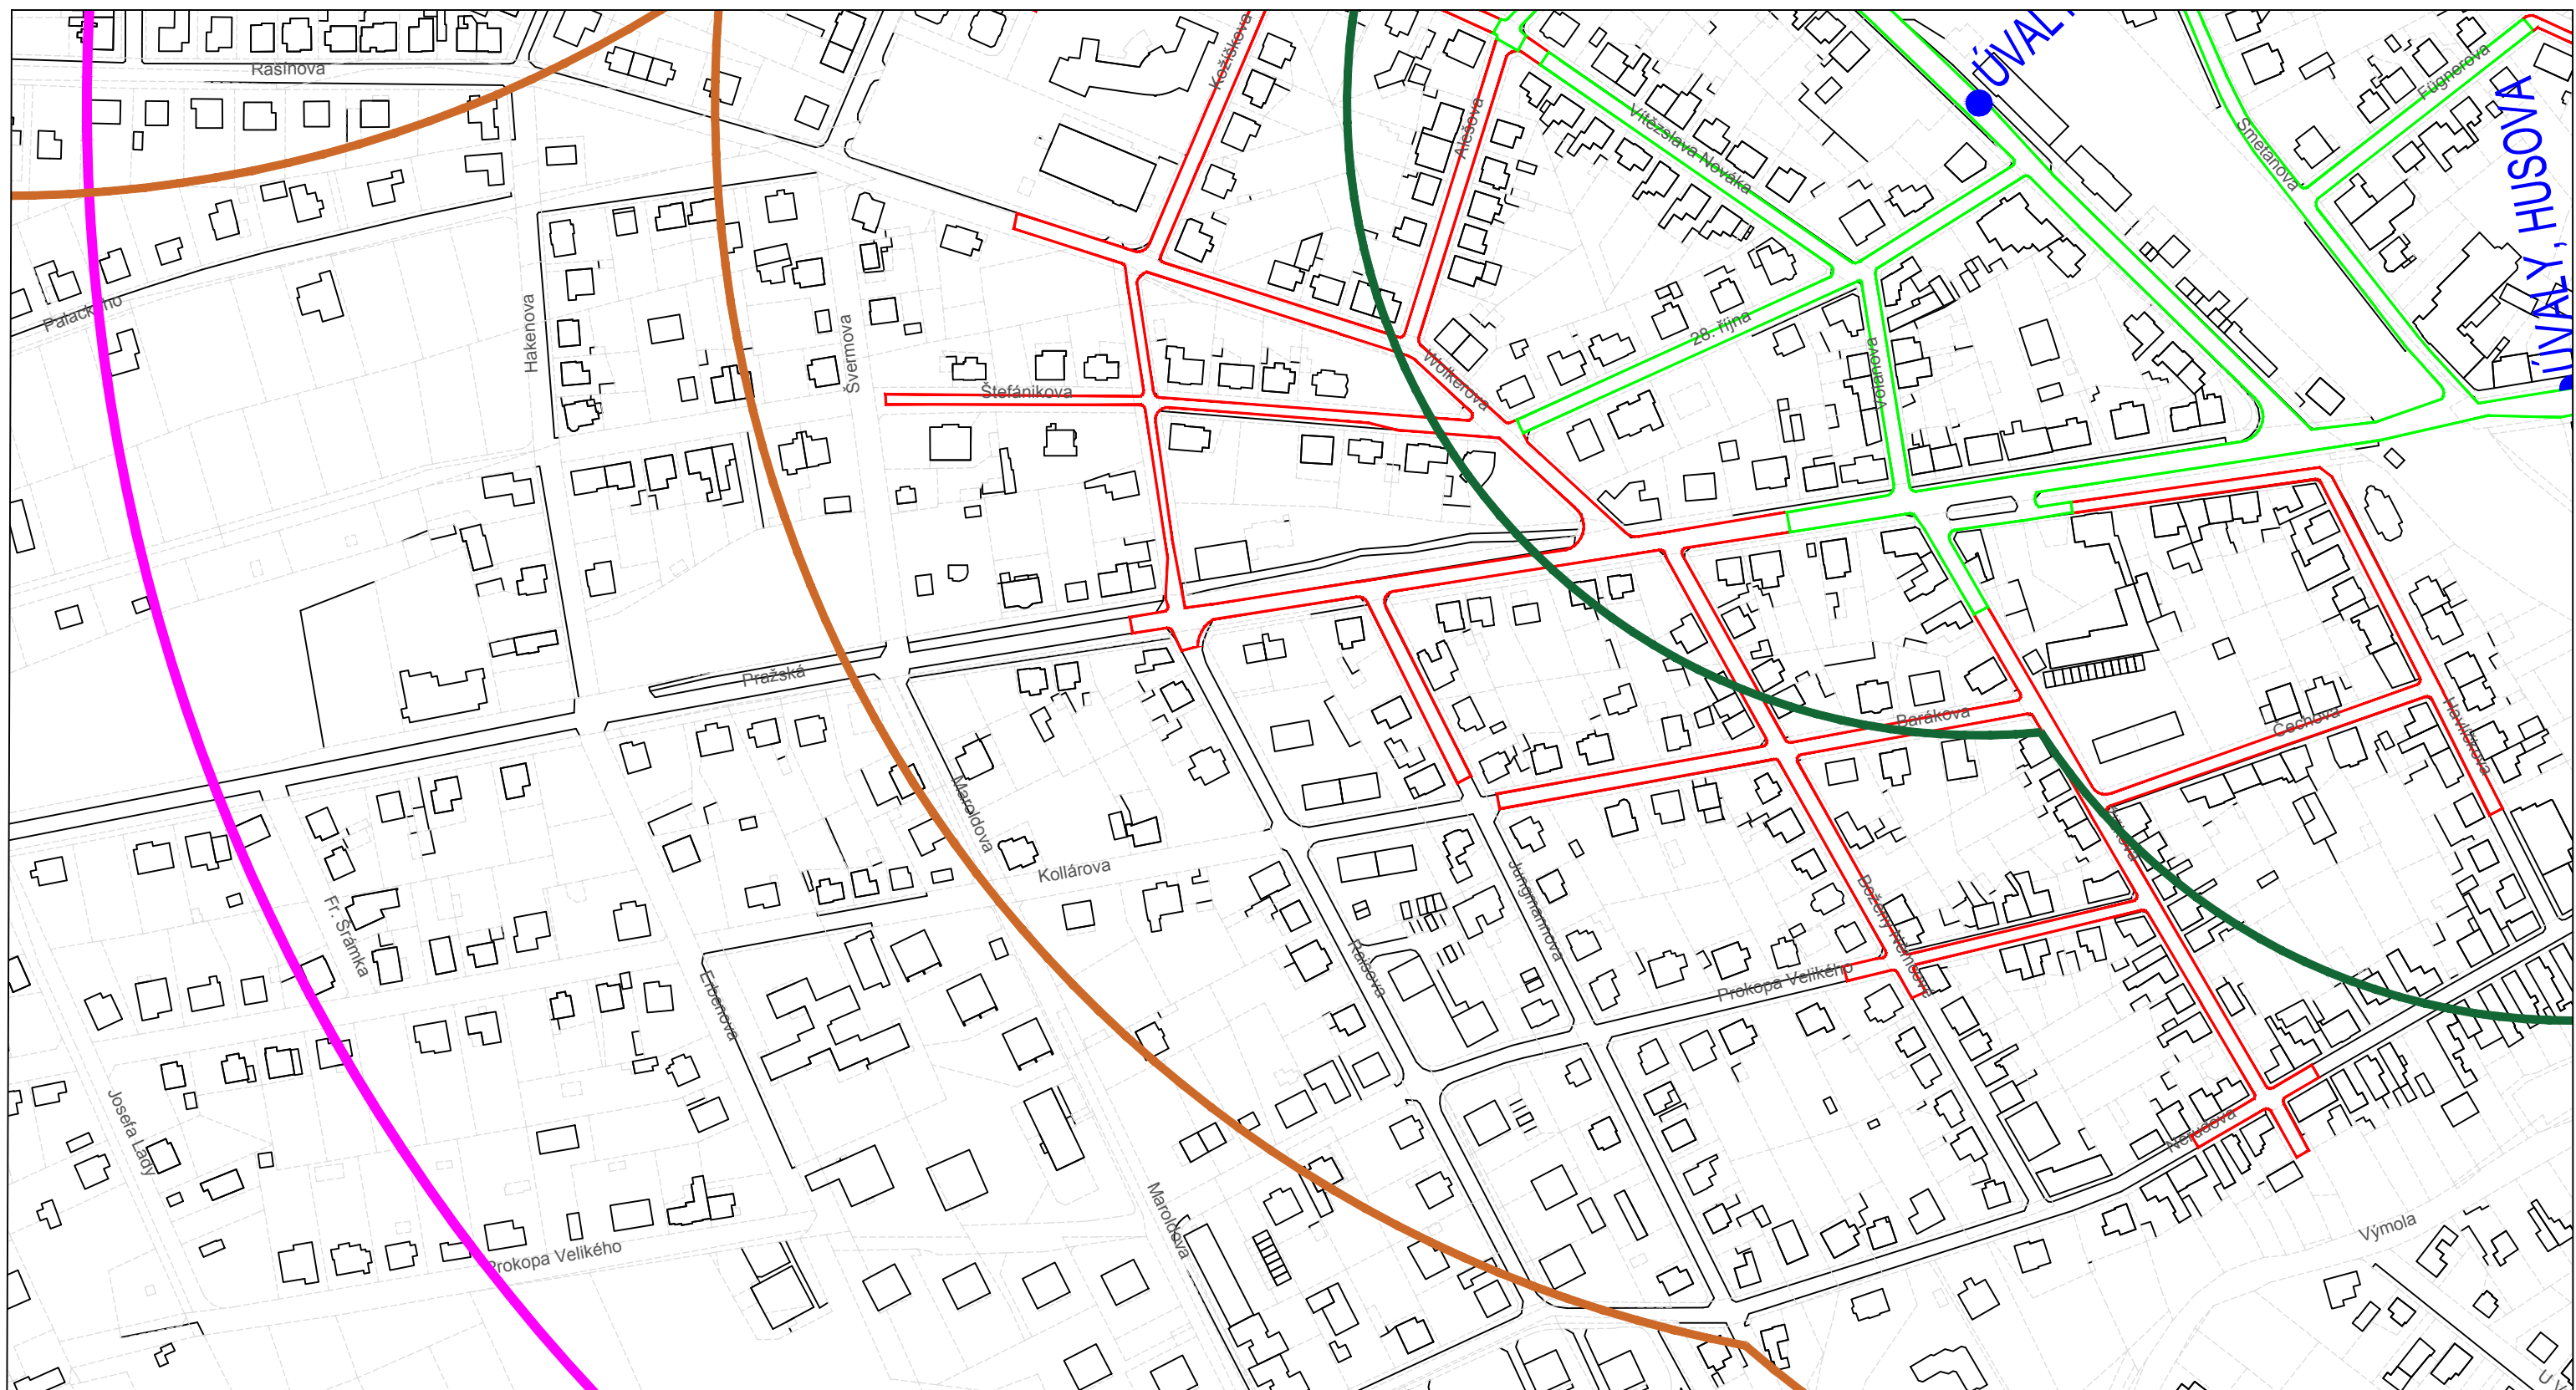 Rašínova
Kožíškova
ÚVALY
Fügnerova
Alešova
Vítězslava Nováka
Smetanova
ÚVALY, HUSOVA
Palackého
Hakenova
Švermova
28. října
Wolkerova
Štefánikova
Pražská
Barákova
Čechova
Havlíčkova
Maroldova
Kollárova
Jungmannova
Boženy Němcové
Fr. Šrámka
Raisova
Erbenova
Prokopa Velikého
Josefa Lady
Nerudova
Maroldova
Prokopa Velikého
Výmola